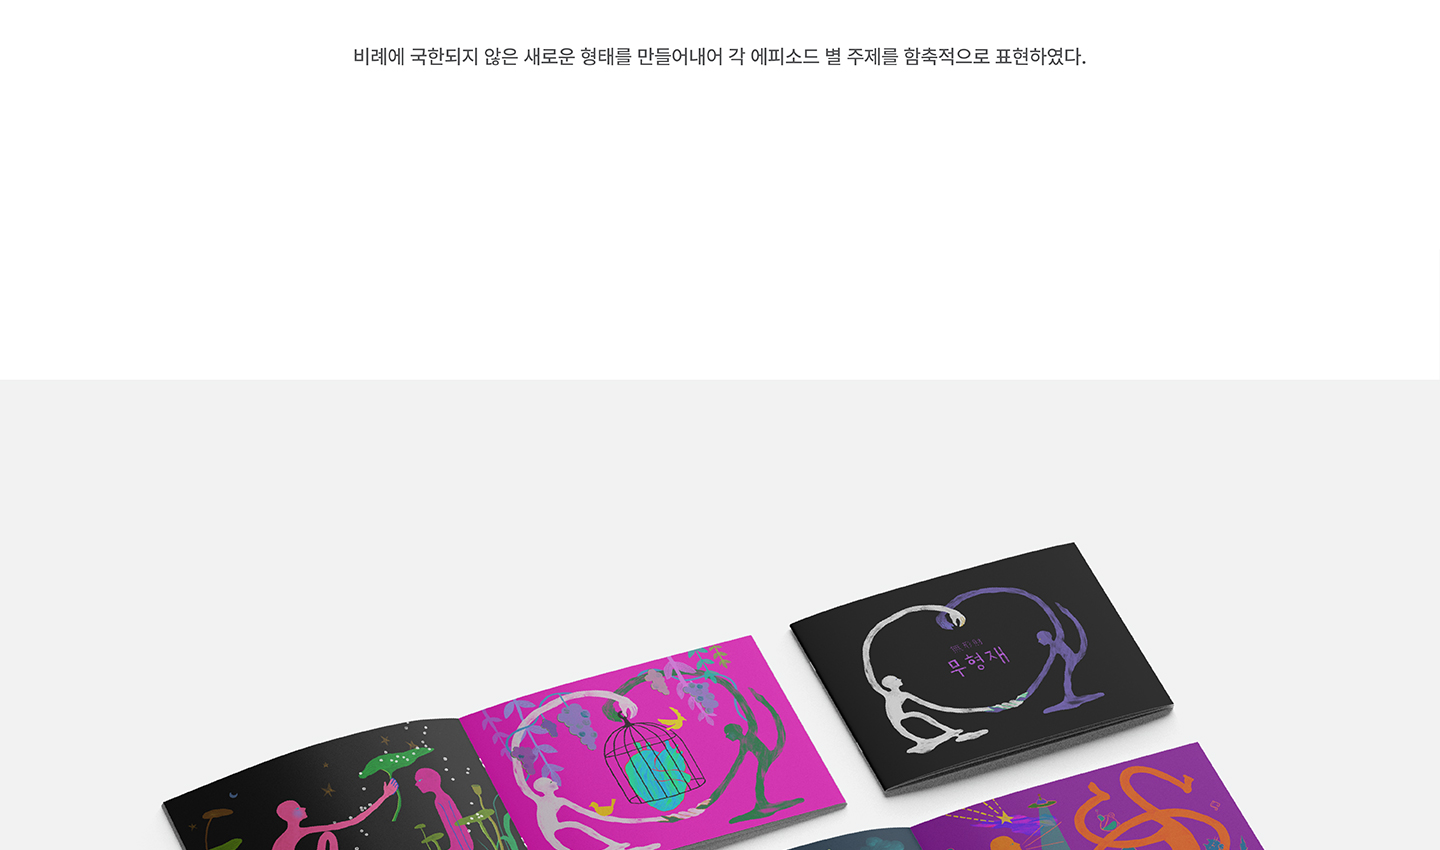 비례에 국한되지 않은 새로운 형태를 만들어내어 각 에피소드 별 주제를 함축적으로 표현하였다.
무형재